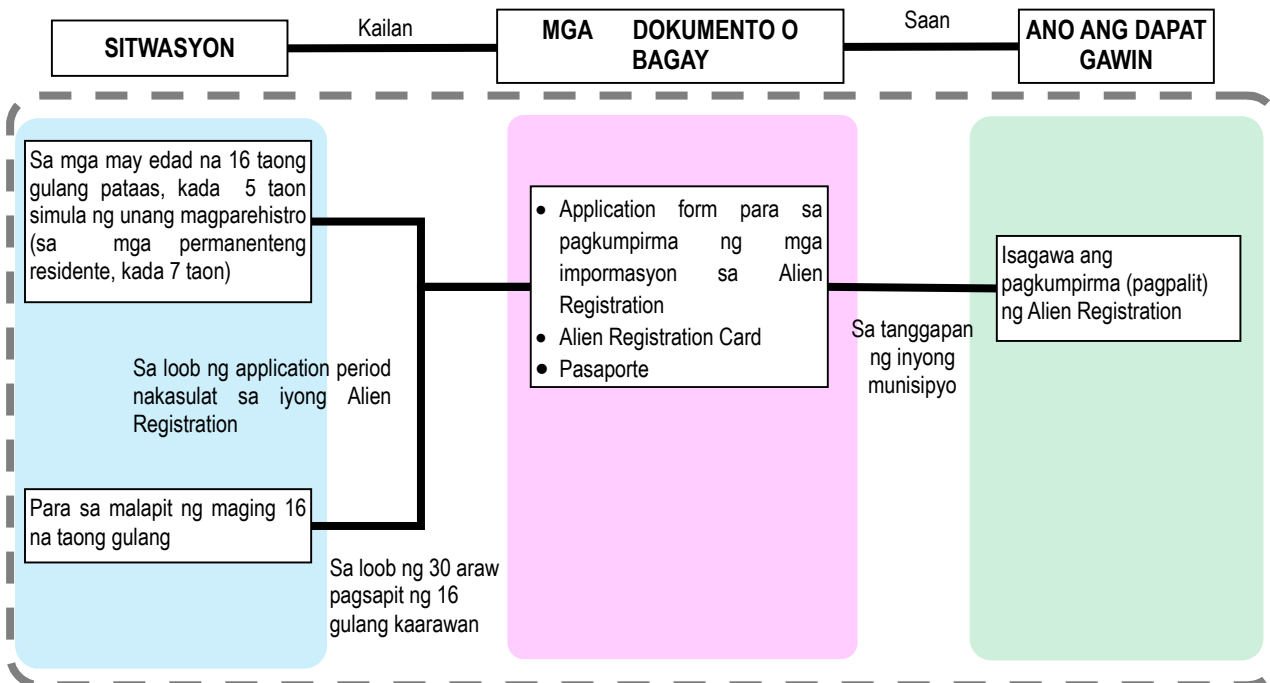 SITWASYON
Kailan
MGA DOKUMENTO O
BAGAY
Saan
ANO ANG DAPAT
GAWIN
Sa mga may edad na 16 taong
gulang pataas, kada 5 taon
simula ng unang magparehistro
(sa mga permanenteng
residente, kada 7 taon)
Sa loob ng application period
nakasulat sa iyong Alien
Registration
Para sa malapit ng maging 16
na taong gulang
Sa loob ng 30 araw
pagsapit ng 16
gulang kaarawan
• Application form para sa
pagkumpirma ng mga
impormasyon sa Alien
Registration
• Alien Registration Card
• Pasaporte
Sa tanggapan
ng inyong
munisipyo
Isagawa ang
pagkumpirma (pagpalit)
ng Alien Registration